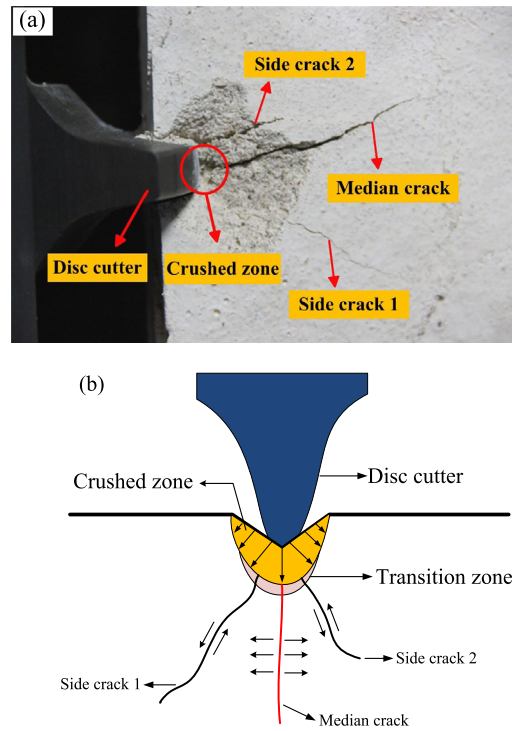 (a)
Side crack 2
Median crack
Disc cutter
Crushed zone
Side crack 1
(b)
Crushed zone
Disc cutter
Transition zone
Side crack 2
Side crack 1
Median crack